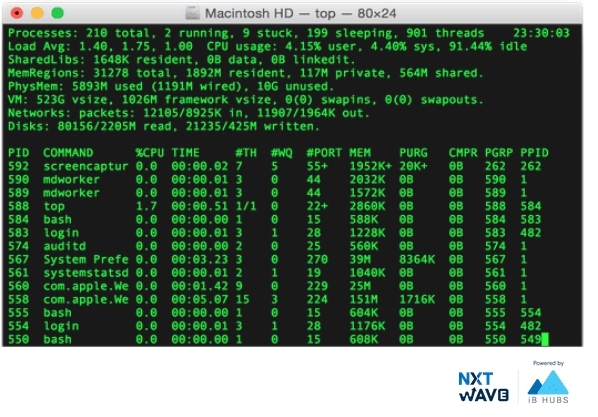 Macintosh HD — top — 80×24
Processes: 210 total, 2 running, 9 stuck, 199 sleeping, 901 threads 23:30:03
Load Avg: 1.40, 1.75, 1.00 CPU usage: 4.15% user, 4.40% sys, 91.44% idle
SharedLibs: 1648K resident, 0B data, 0B linkedit.
MemRegions: 31278 total, 1892M resident, 117M private, 564M shared.
PhysMem: 5893M used (1191M wired), 10G unused.
VM: 523G vsize, 1026M framework vsize, 0(0) swapins, 0(0) swapouts.
Networks: packets: 12105/8925K in, 11907/1964K out.
Disks: 80156/2205M read, 21235/425M written.
PID COMMAND %CPU TIME #TH #WQ #PORT MEM PURG CMPR PGRP PPID
592 screencaptur 0.0 00:00.02 7 5 55+ 1952K+ 20K+ 0B 262 262
590 mdworker 0.0 00:00.01 3 0 44 2032K 0B 0B 590 1
589 mdworker 0.0 00:00.01 3 0 44 1572K 0B 0B 589 1
588 top 1.7 00:00.51 1/1 0 22+ 2860K 0B 0B 588 584
584 bash 0.0 00:00.00 1 0 15 588K 0B 0B 584 583
583 login 0.0 00:00.01 3 1 28 1228K 0B 0B 583 482
574 auditd 0.0 00:00.00 2 0 25 560K 0B 0B 574 1
567 System Prefe 0.0 00:03.23 3 0 270 39M 8364K 0B 567 1
561 systemstatsd 0.0 00:00.01 2 1 19 1040K 0B 0B 561 1
560 com.apple.We 0.0 00:01.42 9 0 229 25M 0B 0B 560 1
558 com.apple.We 0.0 00:05.07 15 3 224 151M 1716K 0B 558 1
555 bash 0.0 00:00.00 1 0 15 604K 0B 0B 555 554
554 login 0.0 00:00.01 3 1 28 1176K 0B 0B 554 482
550 bash 0.0 00:00.00 1 0 15 608K 0B 0B 550 549
NXT WAVE
Powered by
iB HUBS